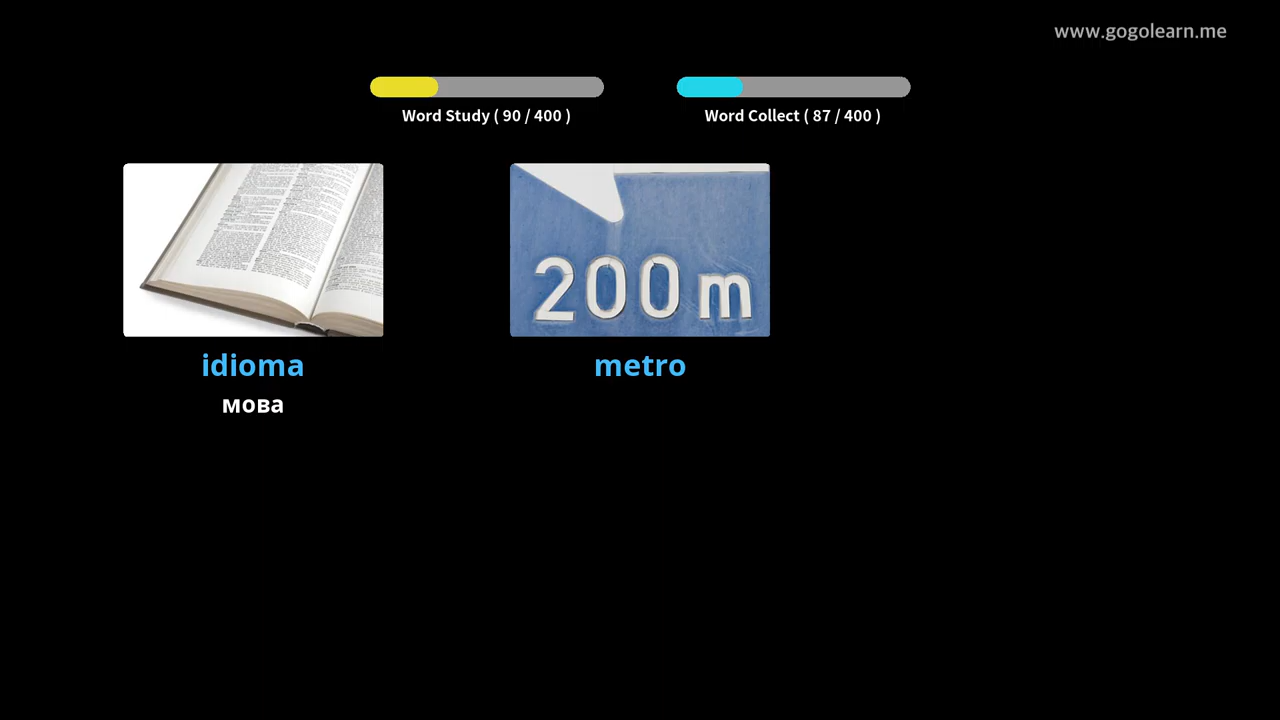 www.gogolearn.me
Word Study ( 90 / 400 )
Word Collect ( 87 / 400 )
200 m
idioma
metro
мова